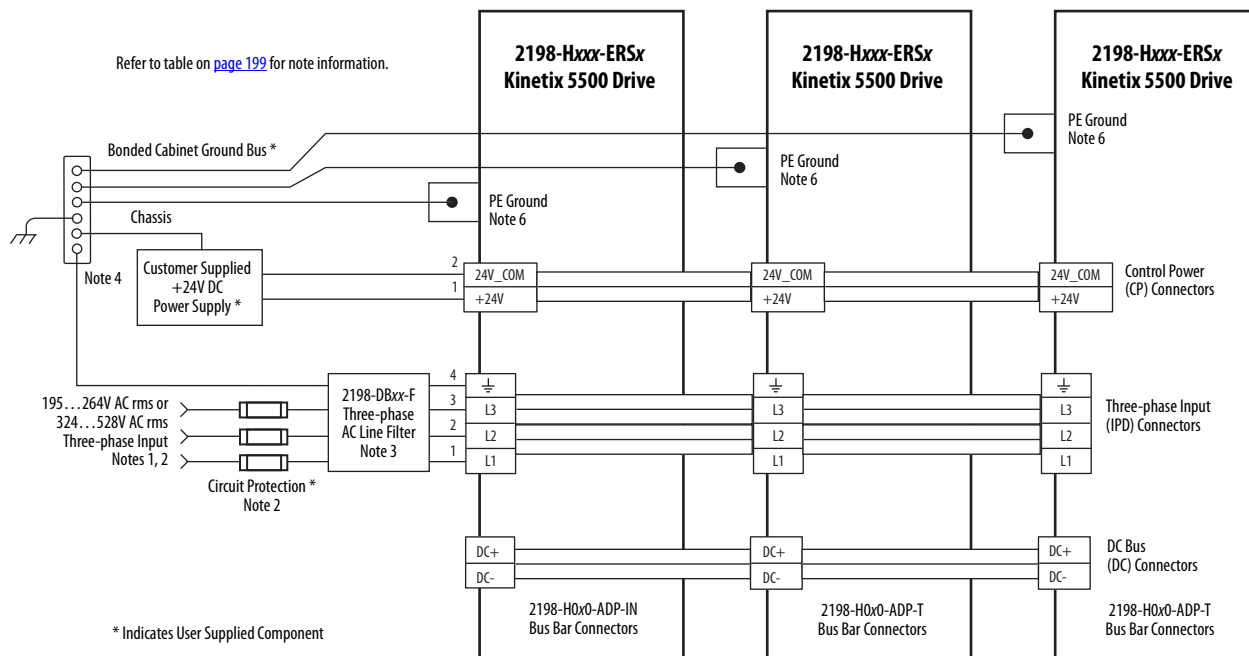 2198-Hxxx-ERSx
Kinetix 5500 Drive
2198-Hxxx-ERSx
Kinetix 5500 Drive
2198-Hxxx-ERSx
Kinetix 5500 Drive
Refer to table on page 199 for note information.
Bonded Cabinet Ground Bus *
PE Ground
Note 6
PE Ground
Note 6
PE Ground
Note 6
Chassis
Note 4
Customer Supplied
+24V DC
Power Supply *
2
1
24V_COM
+24V
24V_COM
+24V
24V_COM
+24V
Control Power
(CP) Connectors
195…264V AC rms or
324…528V AC rms
Three-phase Input
Notes 1, 2
Circuit Protection *
Note 2
2198-DBxx-F
Three-phase
AC Line Filter
Note 3
4
3
2
1
L3
L2
L1
L3
L2
L1
L3
L2
L1
Three-phase Input
(IPD) Connectors
DC+
DC-
DC+
DC-
DC+
DC-
DC Bus
(DC) Connectors
2198-H0x0-ADP-IN
Bus Bar Connectors
2198-H0x0-ADP-T
Bus Bar Connectors
2198-H0x0-ADP-T
Bus Bar Connectors
* Indicates User Supplied Component